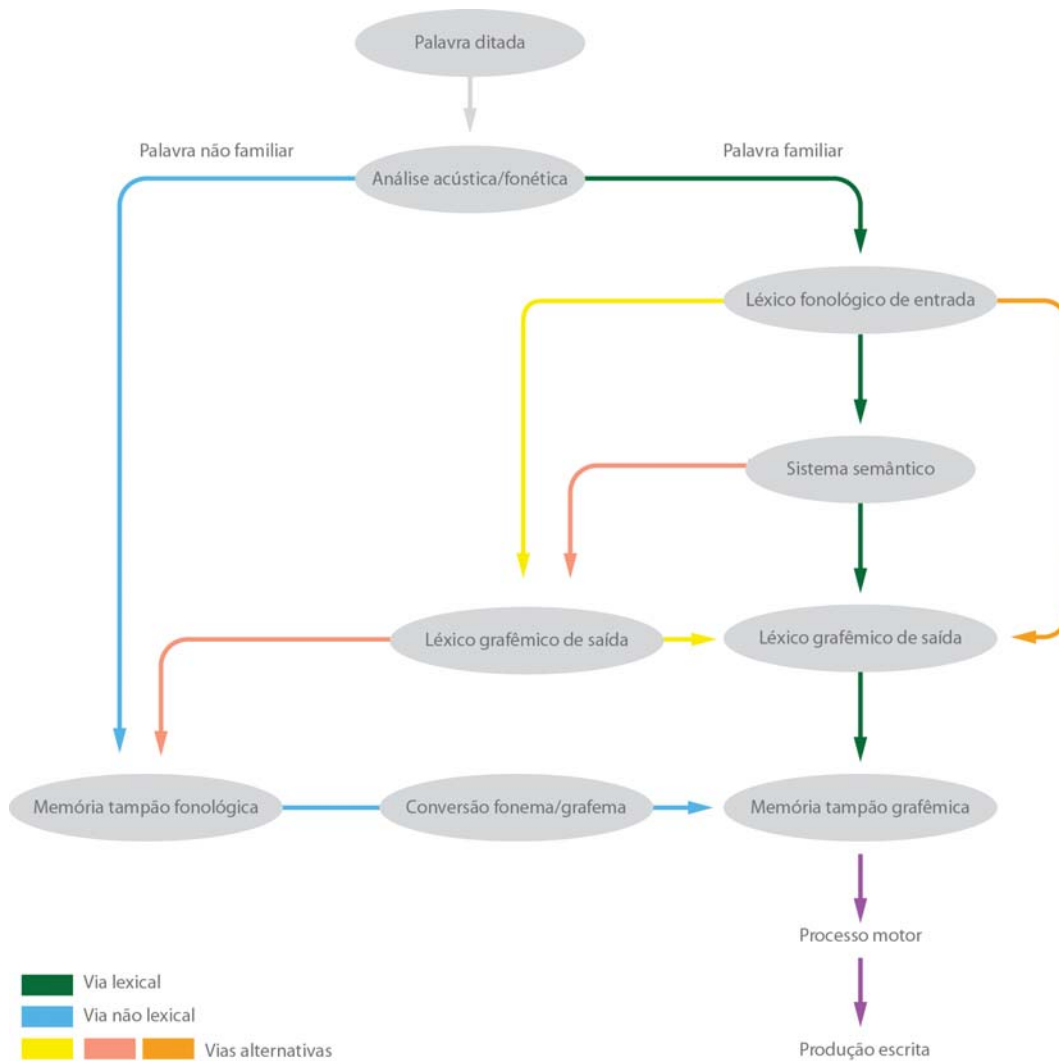 Palavra ditada
Palavra não familiar
Palavra familiar
Análise acústica/fonética
Léxico fonológico de entrada
Sistema semântico
Léxico grafêmico de saída
Léxico grafêmico de saída
Memória tampão fonológica
Conversão fonema/grafema
Memória tampão grafêmica
Processo motor
Produção escrita
Via lexical
Via não lexical
Vias alternativas